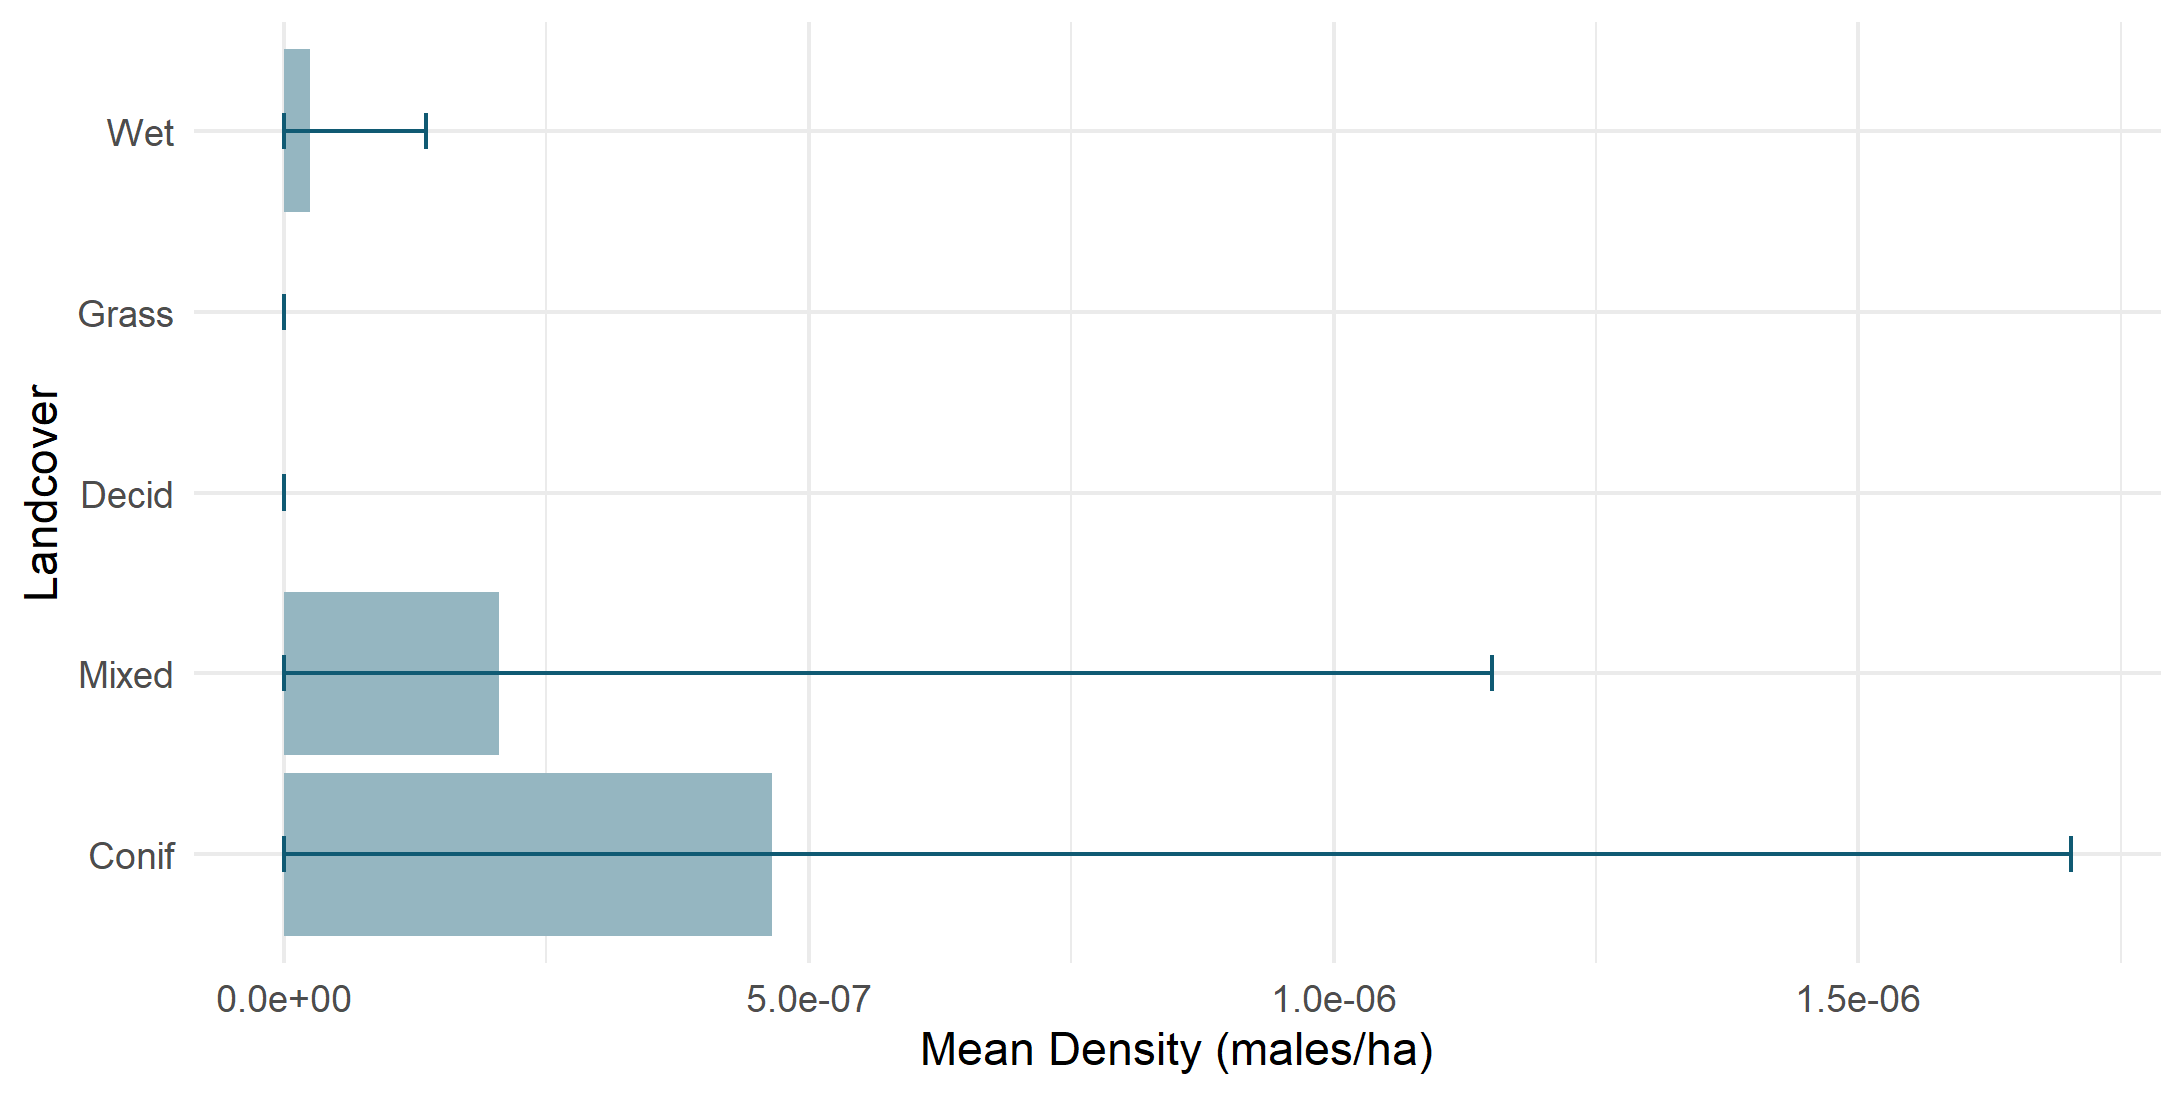 Wet
Grass
Decid
Mixed
Conif
Landcover
0.0e+00 5.0e-07 1.0e-06 1.5e-06
Mean Density (males/ha)